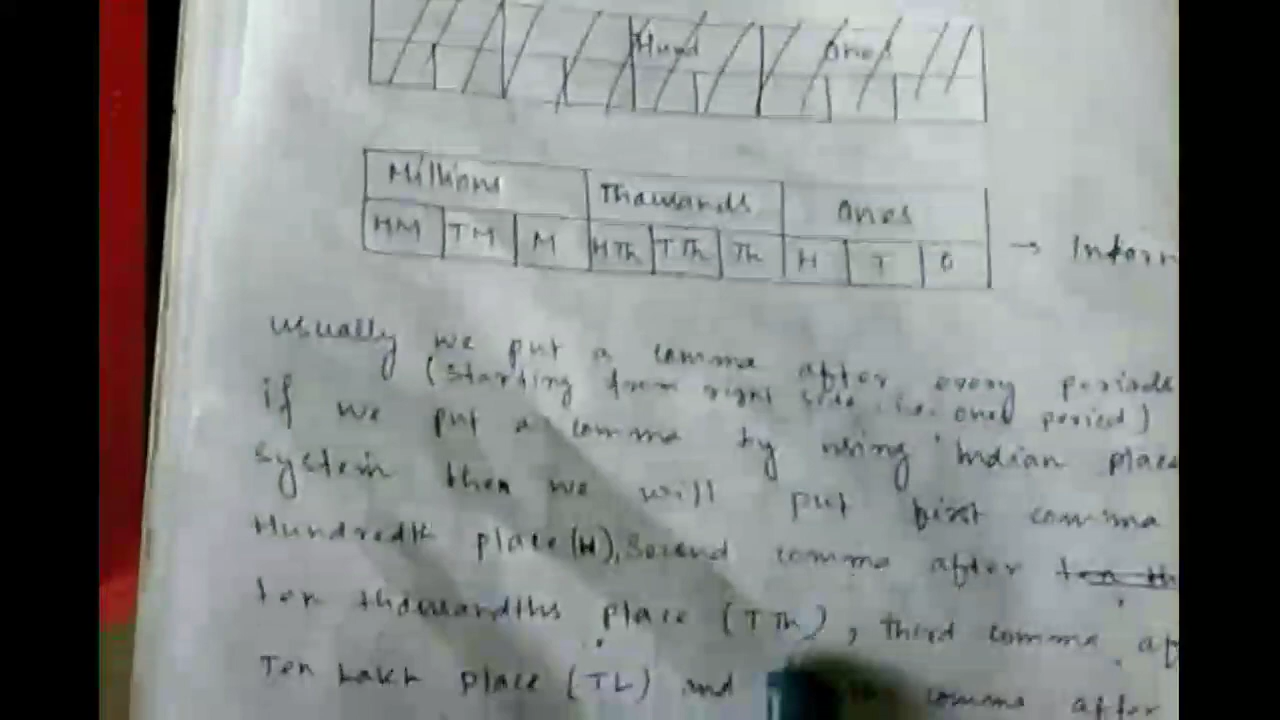 Hund ones
Millions Thousands ones
HM TM M HTh TTh Th H T O → Intern
usually we put a comma after every periods
(starting from right side i.e. ones period)
if we put a comma by using Indian place
system then we will put first comma
Hundredth place (H), Second comma after
ten thousandths place (TTh), third comma af
Ten Lakh place (TL) and comma after